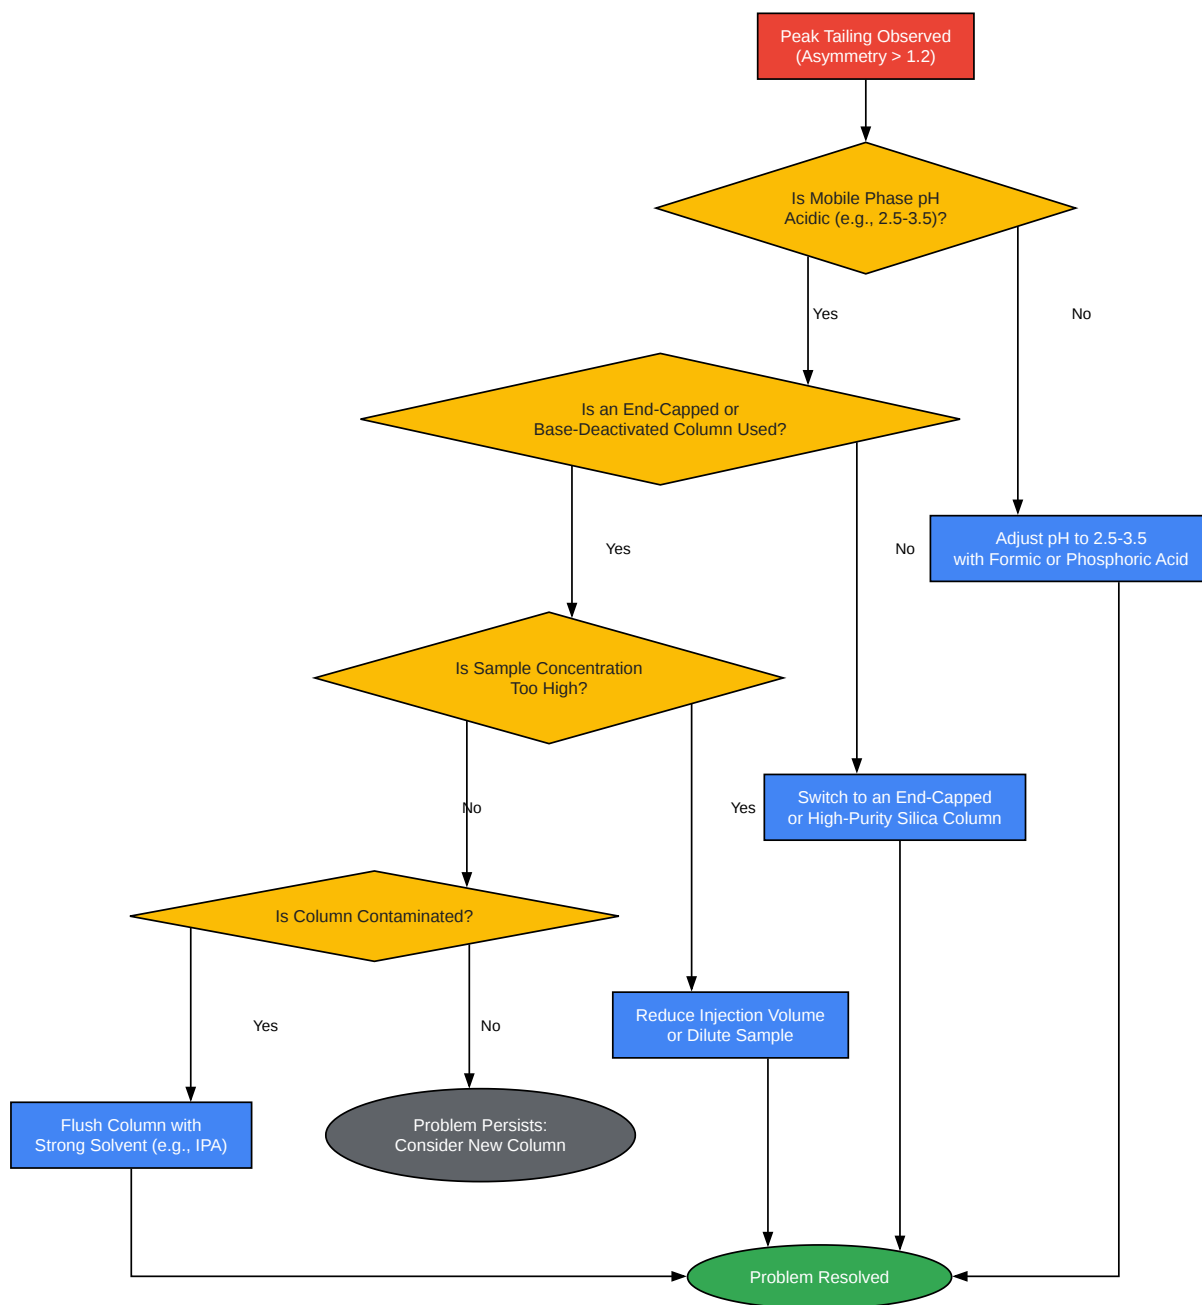 Peak Tailing Observed
(Asymmetry > 1.2)
Is Mobile Phase pH
Acidic (e.g., 2.5-3.5)?
Yes
No
Is an End-Capped or
Base-Deactivated Column Used?
Yes
No
Adjust pH to 2.5-3.5
with Formic or Phosphoric Acid
Is Sample Concentration
Too High?
No
Yes
Switch to an End-Capped
or High-Purity Silica Column
Is Column Contaminated?
Yes
No
Reduce Injection Volume
or Dilute Sample
Flush Column with
Strong Solvent (e.g., IPA)
Problem Persists:
Consider New Column
Problem Resolved